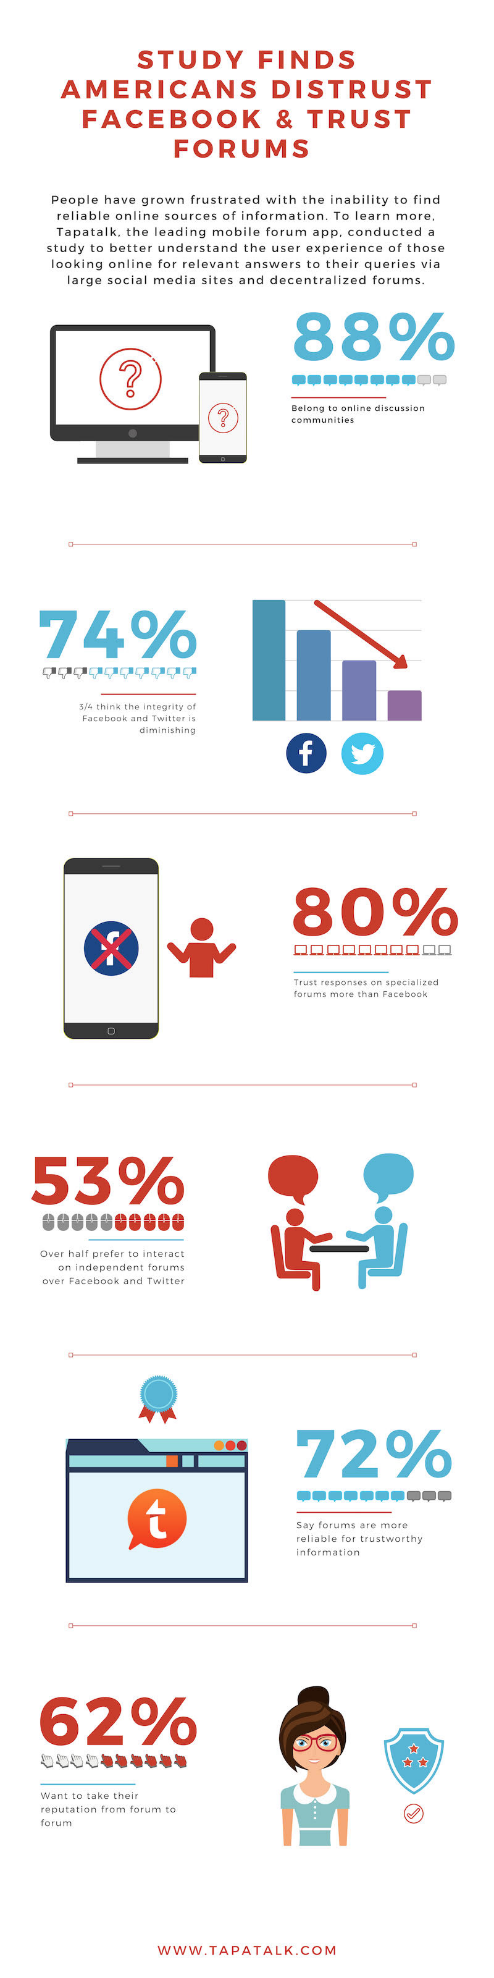 STUDY FINDS
AMERICANS DISTRUST
FACEBOOK & TRUST
FORUMS
People have grown frustrated with the inability to find
reliable online sources of information. To learn more,
Tapatalk, the leading mobile forum app, conducted a
study to better understand the user experience of those
looking online for relevant answers to their queries via
large social media sites and decentralized forums.
88%
? ?
Belong to online discussion
communities
74%
3/4 think the integrity of
Facebook and Twitter is
diminishing
f
f
80%
Trust responses on specialized
forums more than Facebook
53%
Over half prefer to interact
on independent forums
over Facebook and Twitter
72%
t
Say forums are more
reliable for trustworthy
information
62%
Want to take their
reputation from forum to
forum
WWW.TAPATALK.COM